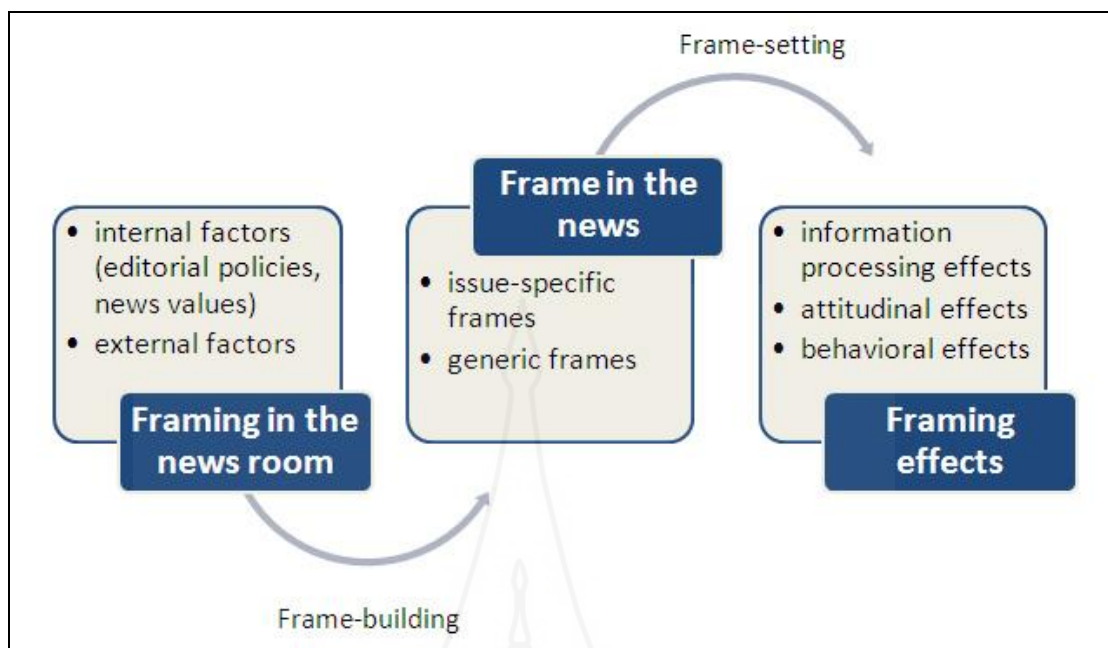 Frame-setting
Frame in the
news
• internal factors
(editorial policies,
news values)
• external factors
Framing in the
news room
• issue-specific
frames
• generic frames
• information
processing effects
• attitudinal effects
• behavioral effects
Framing
effects
Frame-building